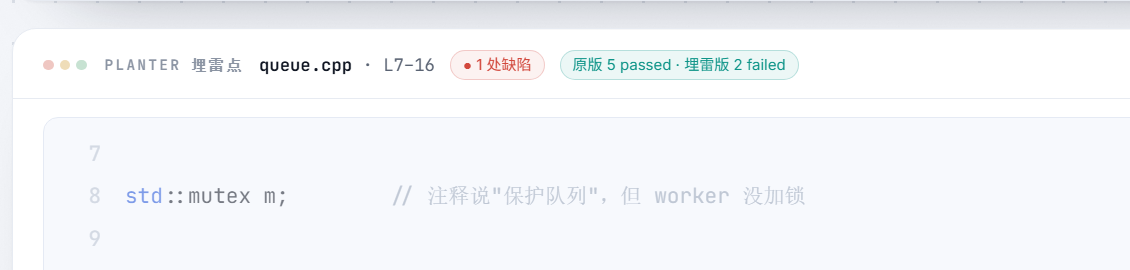 PLANTER 埋雷点 queue.cpp · L7–16 ● 1 处缺陷 原版 5 passed · 埋雷版 2 failed
7
8 std::mutex m; // 注释说"保护队列"，但 worker 没加锁
9